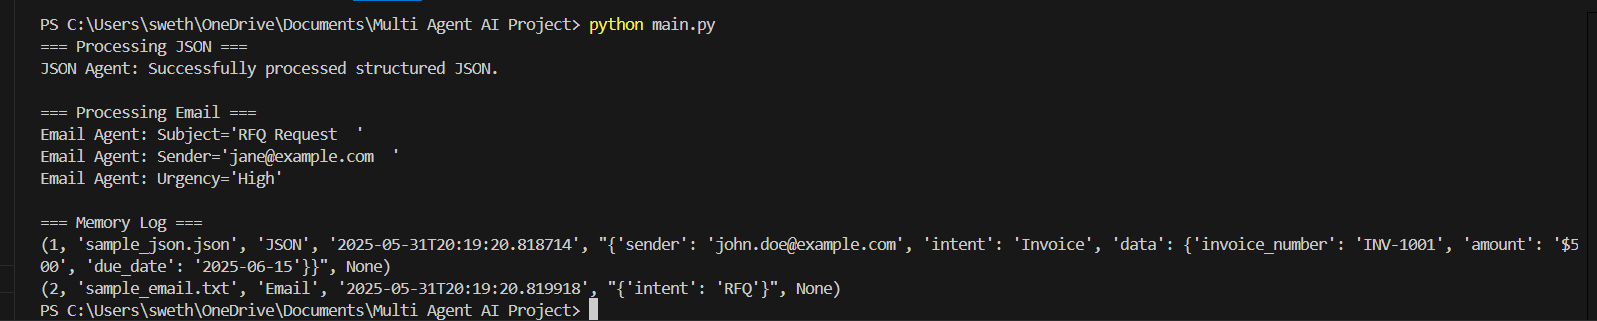 PS C:\Users\sweth\OneDrive\Documents\Multi Agent AI Project> python main.py
=== Processing JSON ===
JSON Agent: Successfully processed structured JSON.
=== Processing Email ===
Email Agent: Subject='RFQ Request  '
Email Agent: Sender='jane@example.com  '
Email Agent: Urgency='High'
=== Memory Log ===
(1, 'sample_json.json', 'JSON', '2025-05-31T20:19:20.818714', "{'sender': 'john.doe@example.com', 'intent': 'Invoice', 'data': {'invoice_number': 'INV-1001', 'amount': '$5
00', 'due_date': '2025-06-15'}}", None)
(2, 'sample_email.txt', 'Email', '2025-05-31T20:19:20.819918', "{'intent': 'RFQ'}", None)
PS C:\Users\sweth\OneDrive\Documents\Multi Agent AI Project>